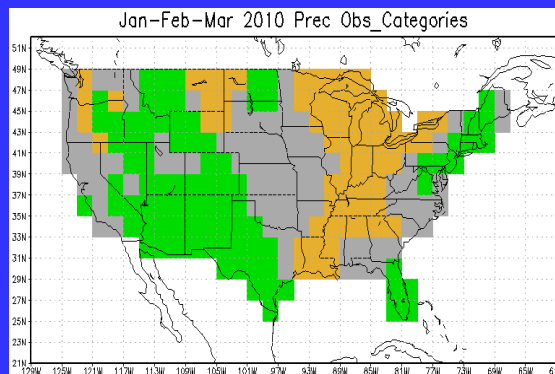 Jan-Feb-Mar 2010 Prec Obs_Categories
51N
49N
47N
45N
43N
41N
39N
37N
35N
33N
31N
29N
27N
25N
23N
21N
129W 125W 121W 117W 113W 109W 105W 101W 97W 93W 89W 85W 81W 77W 73W 69W 65W